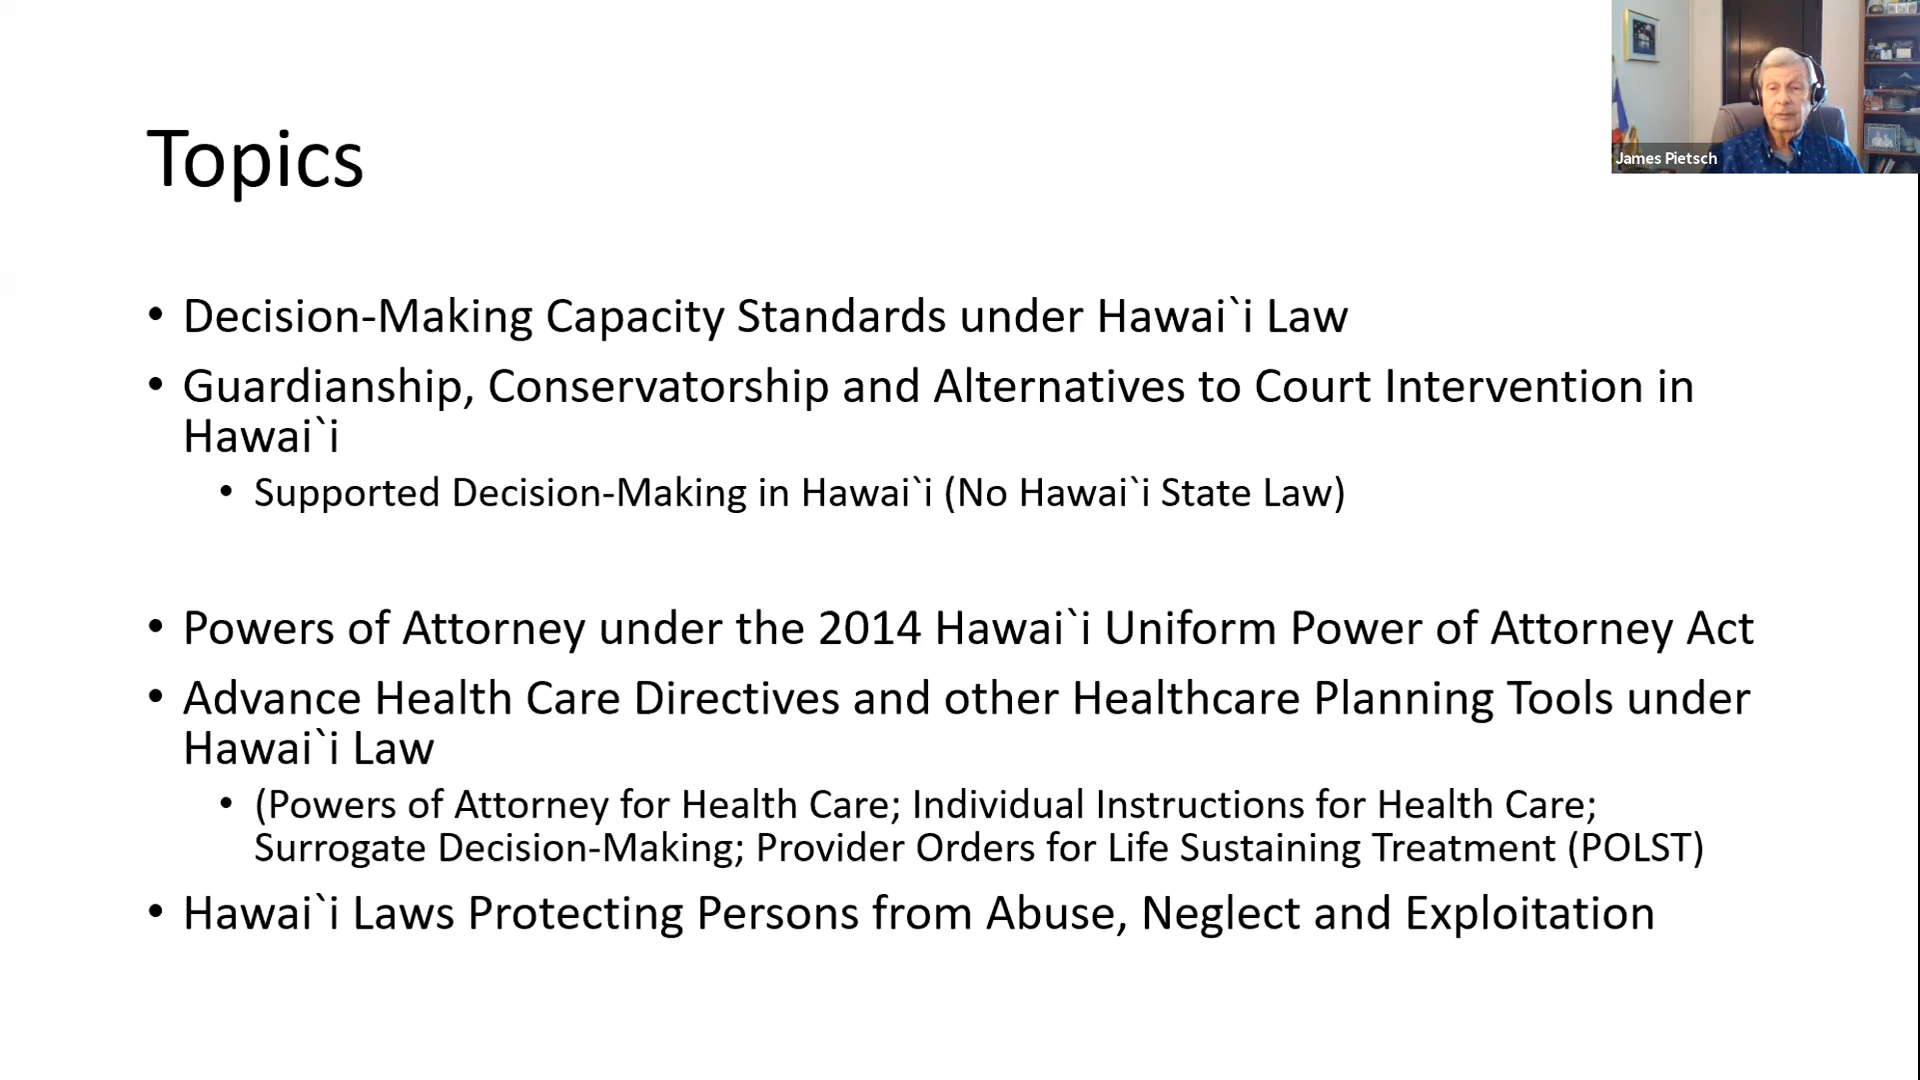 James Pietsch
Topics
• Decision-Making Capacity Standards under Hawai`i Law
• Guardianship, Conservatorship and Alternatives to Court Intervention in
Hawai`i
• Supported Decision-Making in Hawai`i (No Hawai`i State Law)
• Powers of Attorney under the 2014 Hawai`i Uniform Power of Attorney Act
• Advance Health Care Directives and other Healthcare Planning Tools under
Hawai`i Law
• (Powers of Attorney for Health Care; Individual Instructions for Health Care;
Surrogate Decision-Making; Provider Orders for Life Sustaining Treatment (POLST)
• Hawai`i Laws Protecting Persons from Abuse, Neglect and Exploitation